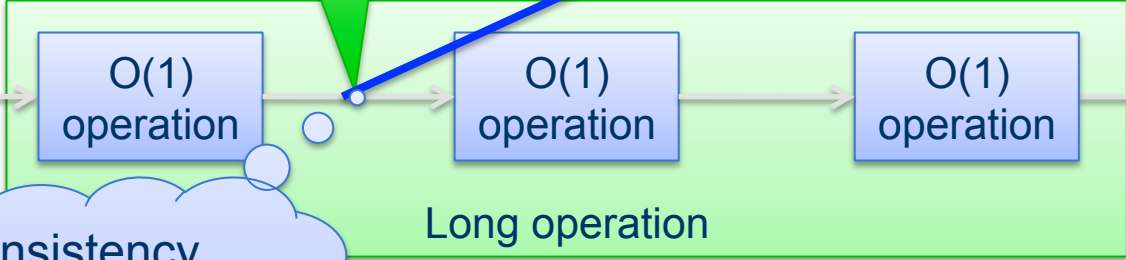 O(1)
operation
O(1)
operation
O(1)
operation
Long operation